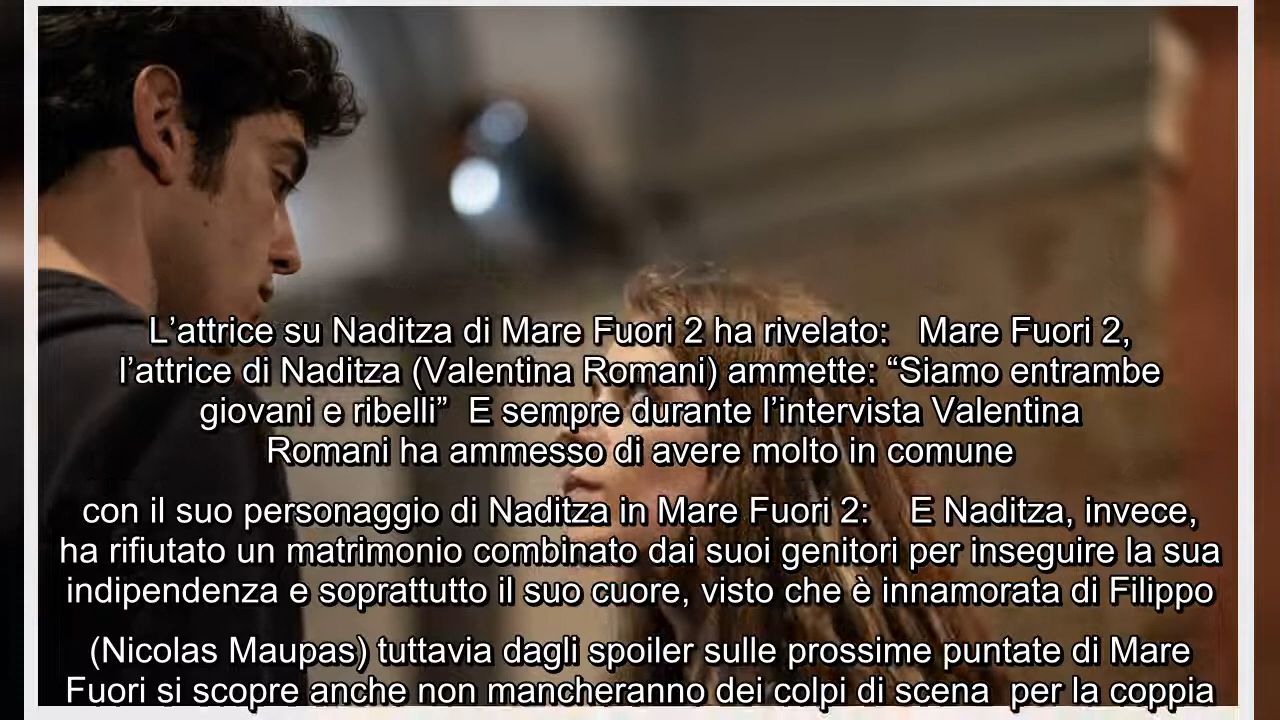 L’attrice su Naditza di Mare Fuori 2 ha rivelato:   Mare Fuori 2,
l’attrice di Naditza (Valentina Romani) ammette: “Siamo entrambe
giovani e ribelli”  E sempre durante l’intervista Valentina
Romani ha ammesso di avere molto in comune
con il suo personaggio di Naditza in Mare Fuori 2:    E Naditza, invece,
ha rifiutato un matrimonio combinato dai suoi genitori per inseguire la sua
indipendenza e soprattutto il suo cuore, visto che è innamorata di Filippo
(Nicolas Maupas) tuttavia dagli spoiler sulle prossime puntate di Mare
Fuori si scopre anche non mancheranno dei colpi di scena  per la coppia